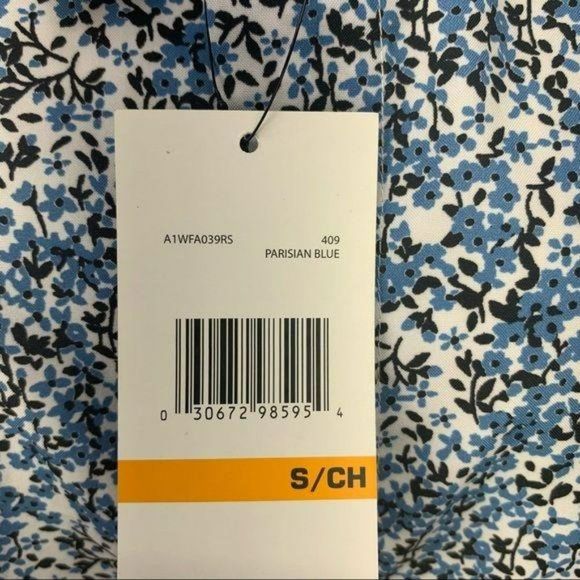 A1WFA039RS 409
PARISIAN BLUE
0 30672 98595 4
S/CH